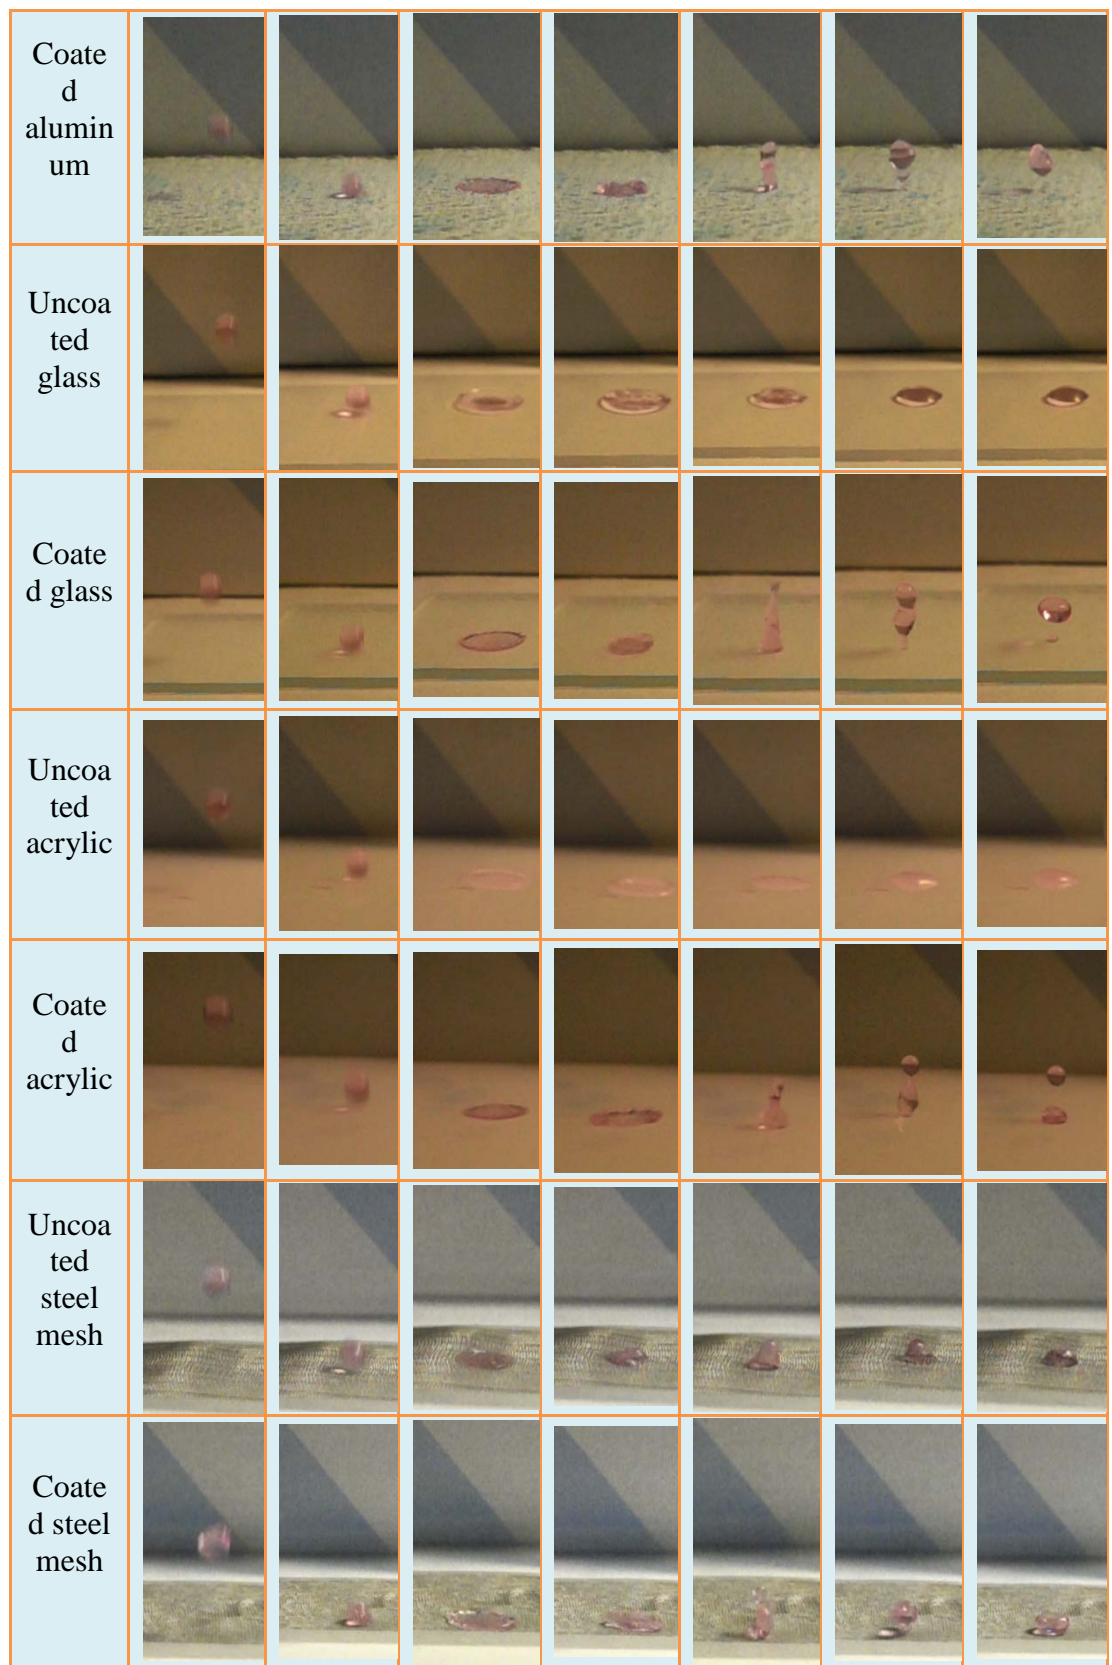 Coate
d
alumin
um
Uncoa
ted
glass
Coate
d glass
Uncoa
ted
acrylic
Coate
d
acrylic
Uncoa
ted
steel
mesh
Coate
d steel
mesh